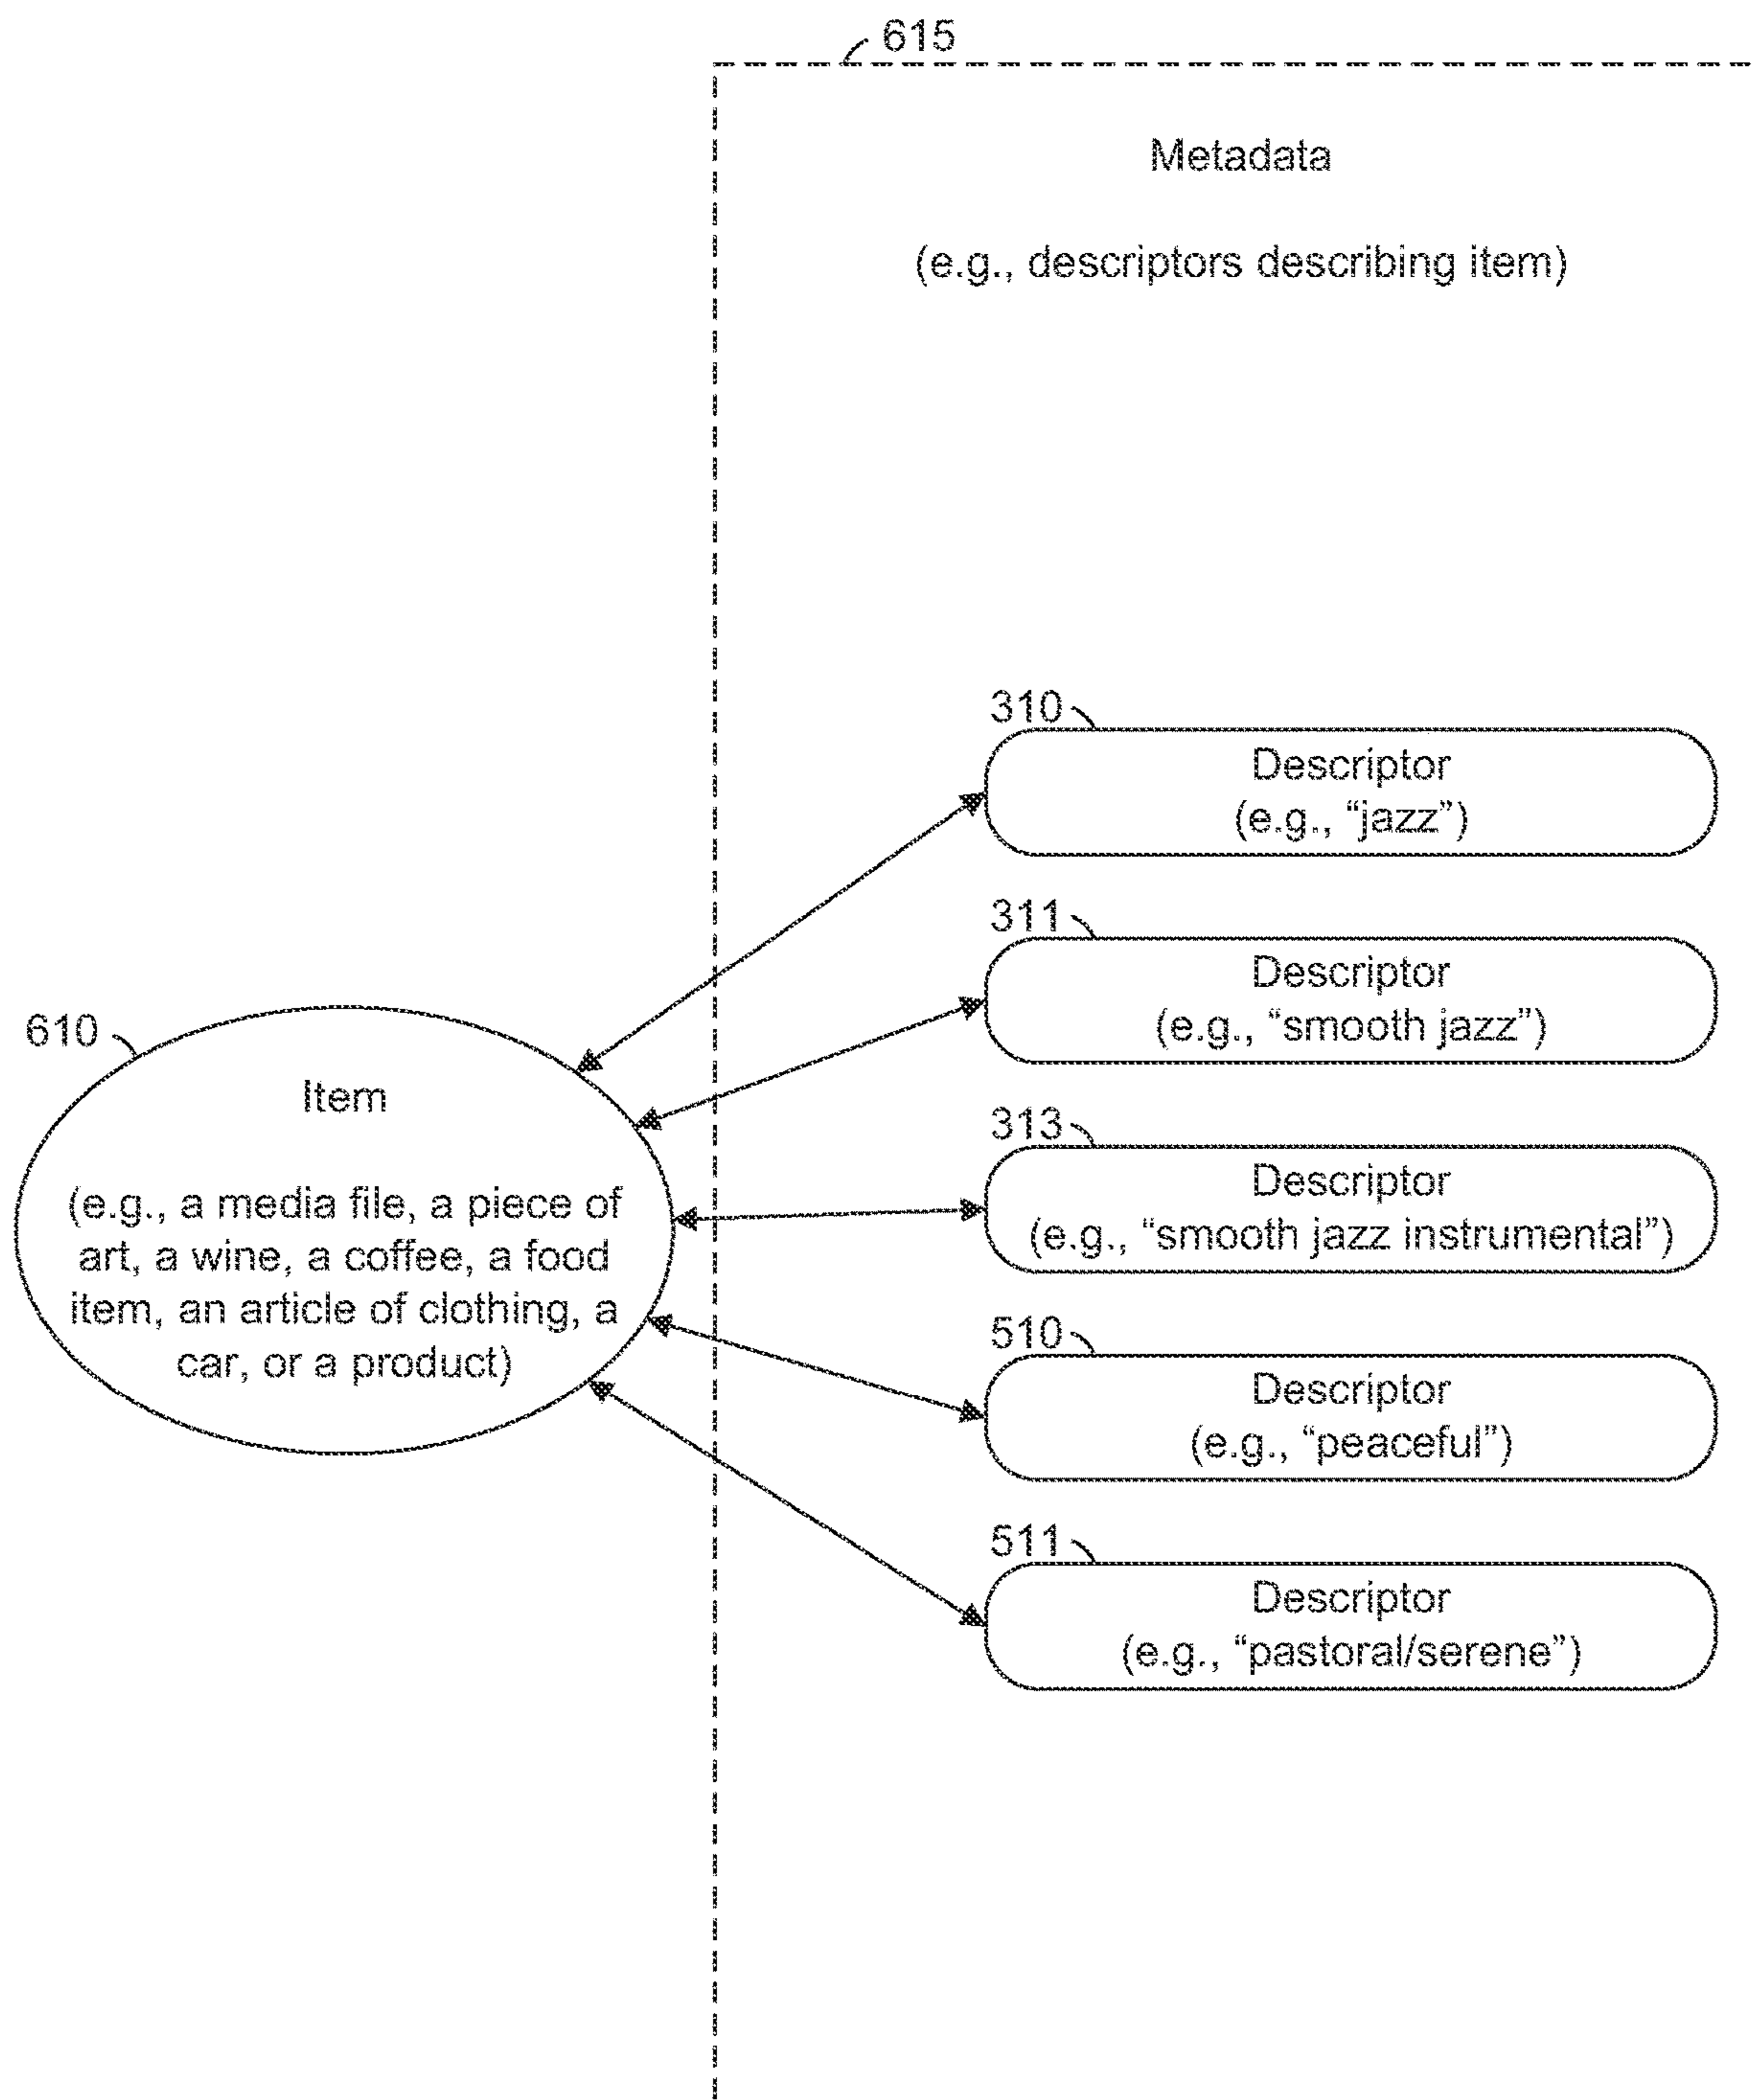 615
Metadata
(e.g., descriptors describing item)
310
Descriptor
(e.g., “jazz”)
311
Descriptor
(e.g., “smooth jazz”)
610
Item
(e.g., a media file, a piece of
art, a wine, a coffee, a food
item, an article of clothing, a
car, or a product)
313
Descriptor
(e.g., “smooth jazz instrumental”)
510
Descriptor
(e.g., “peaceful”)
511
Descriptor
(e.g., “pastoral/serene”)